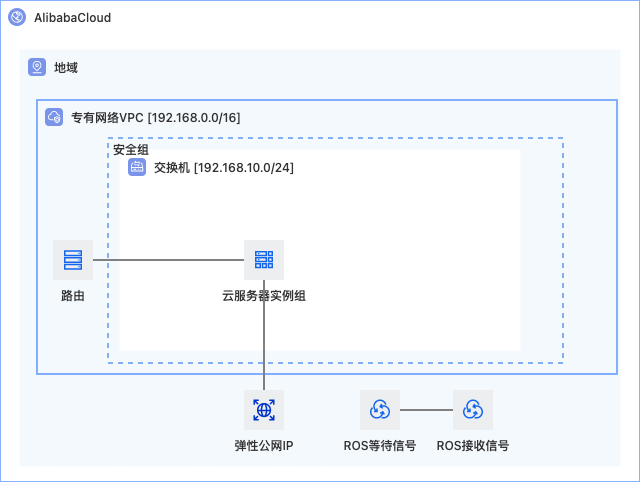 AlibabaCloud
地域
专有网络VPC [192.168.0.0/16]
安全组
交换机 [192.168.10.0/24]
路由
云服务器实例组
弹性公网IP
ROS等待信号
ROS接收信号